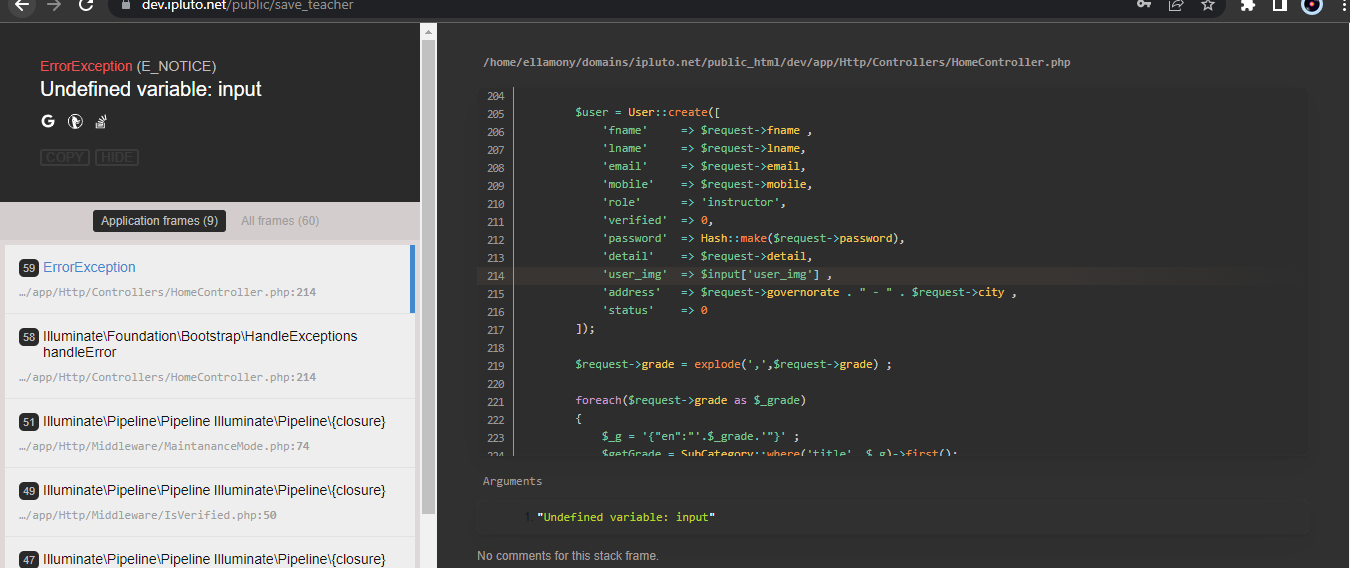 dev.ipluto.net/public/save_teacher
ErrorException (E_NOTICE)
Undefined variable: input
COPY HIDE
Application frames (9) All frames (60)
59 ErrorException
…/app/Http/Controllers/HomeController.php:214
58 Illuminate\Foundation\Bootstrap\HandleExceptions
handleError
…/app/Http/Controllers/HomeController.php:214
51 Illuminate\Pipeline\Pipeline Illuminate\Pipeline\{closure}
…/app/Http/Middleware/MaintananceMode.php:74
49 Illuminate\Pipeline\Pipeline Illuminate\Pipeline\{closure}
…/app/Http/Middleware/IsVerified.php:50
47 Illuminate\Pipeline\Pipeline Illuminate\Pipeline\{closure}
/home/ellamony/domains/ipluto.net/public_html/dev/app/Http/Controllers/HomeController.php
204
205 $user = User::create([
206 'fname' => $request->fname ,
207 'lname' => $request->lname,
208 'email' => $request->email,
209 'mobile' => $request->mobile,
210 'role' => 'instructor',
211 'verified' => 0,
212 'password' => Hash::make($request->password),
213 'detail' => $request->detail,
214 'user_img' => $input['user_img'] ,
215 'address' => $request->governorate . " - " . $request->city ,
216 'status' => 0
217 ]);
218
219 $request->grade = explode(',',$request->grade) ;
220
221 foreach($request->grade as $_grade)
222 {
223 $_g = '{"en":"'.$_grade.'"}' ;
224 $getGrade = SubCategory::where('title', $_g)->first();
Arguments
1. "Undefined variable: input"
No comments for this stack frame.